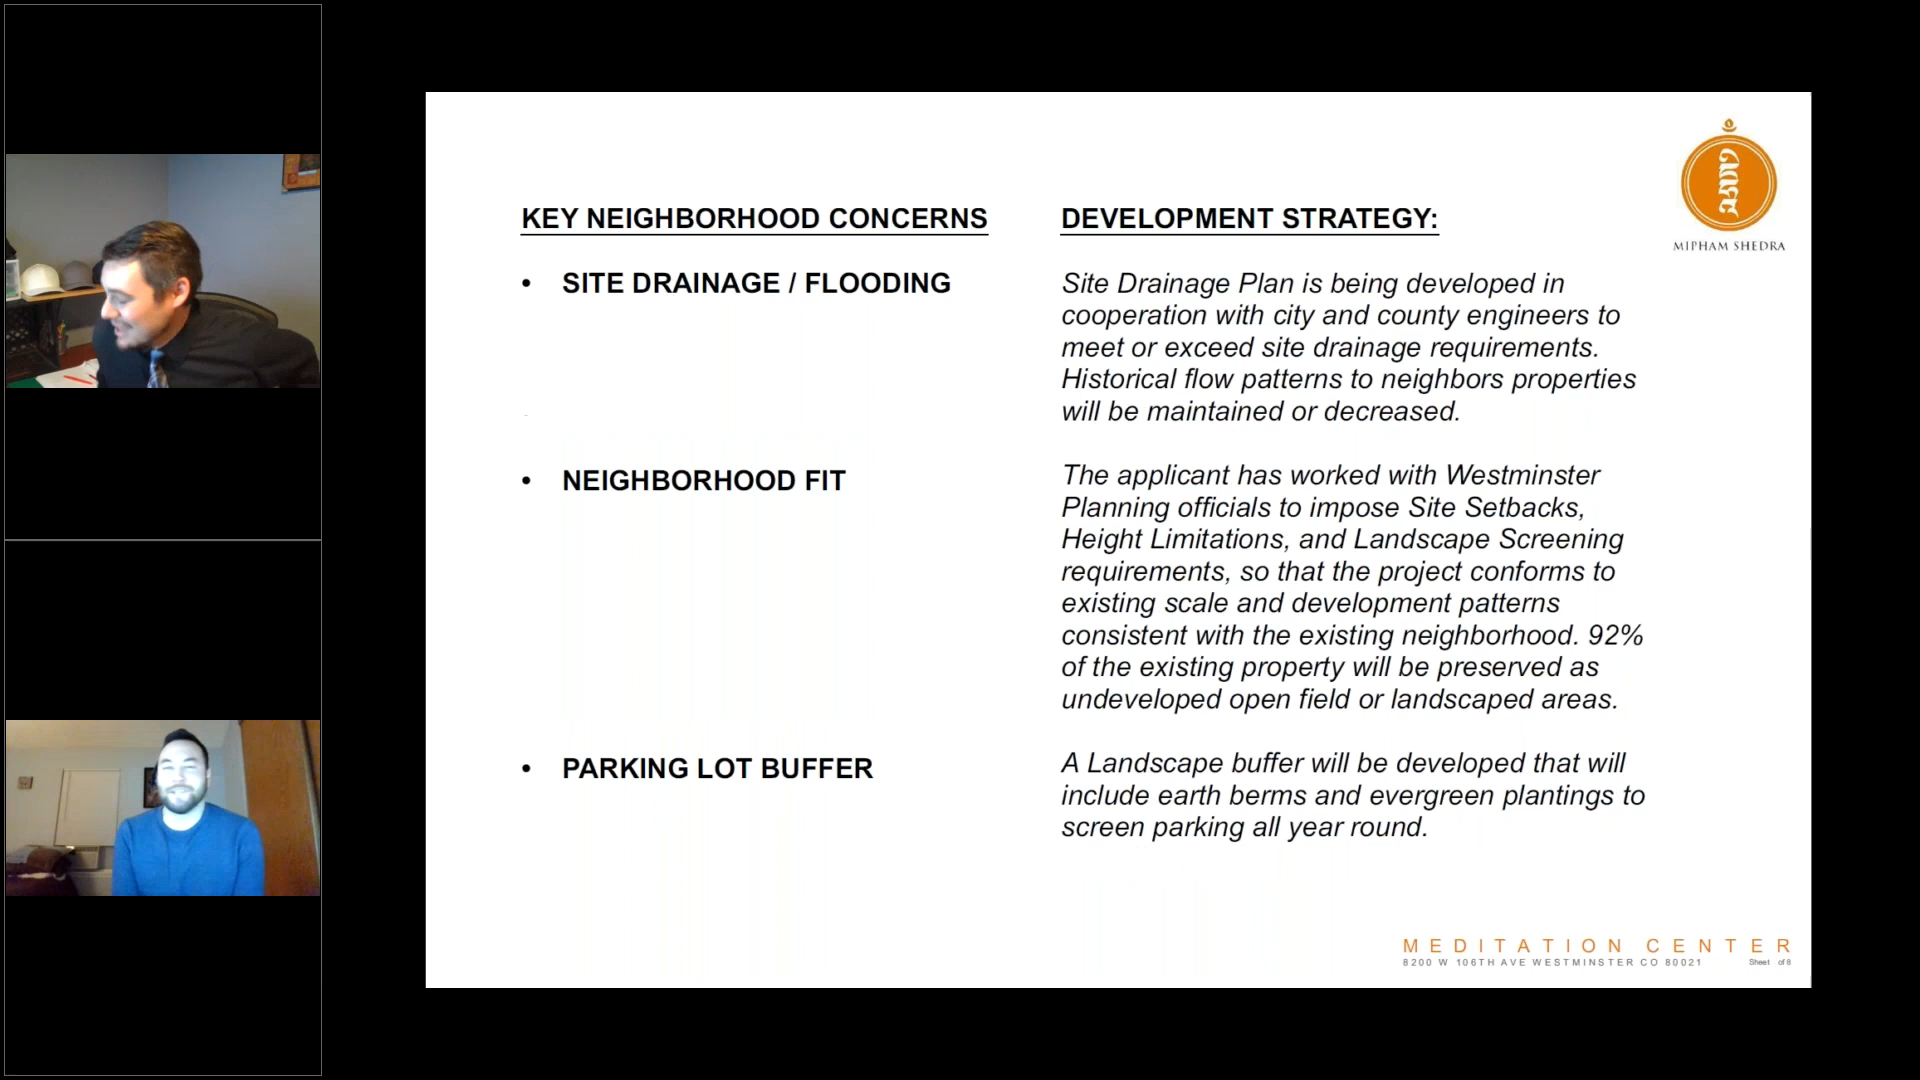 MIPHAM SHEDRA
KEY NEIGHBORHOOD CONCERNS
DEVELOPMENT STRATEGY:
• SITE DRAINAGE / FLOODING
Site Drainage Plan is being developed in
cooperation with city and county engineers to
meet or exceed site drainage requirements.
Historical flow patterns to neighbors properties
will be maintained or decreased.
• NEIGHBORHOOD FIT
The applicant has worked with Westminster
Planning officials to impose Site Setbacks,
Height Limitations, and Landscape Screening
requirements, so that the project conforms to
existing scale and development patterns
consistent with the existing neighborhood. 92%
of the existing property will be preserved as
undeveloped open field or landscaped areas.
• PARKING LOT BUFFER
A Landscape buffer will be developed that will
include earth berms and evergreen plantings to
screen parking all year round.
MEDITATION CENTER
8200 W 106TH AVE WESTMINSTER CO 80021
Sheet of 8